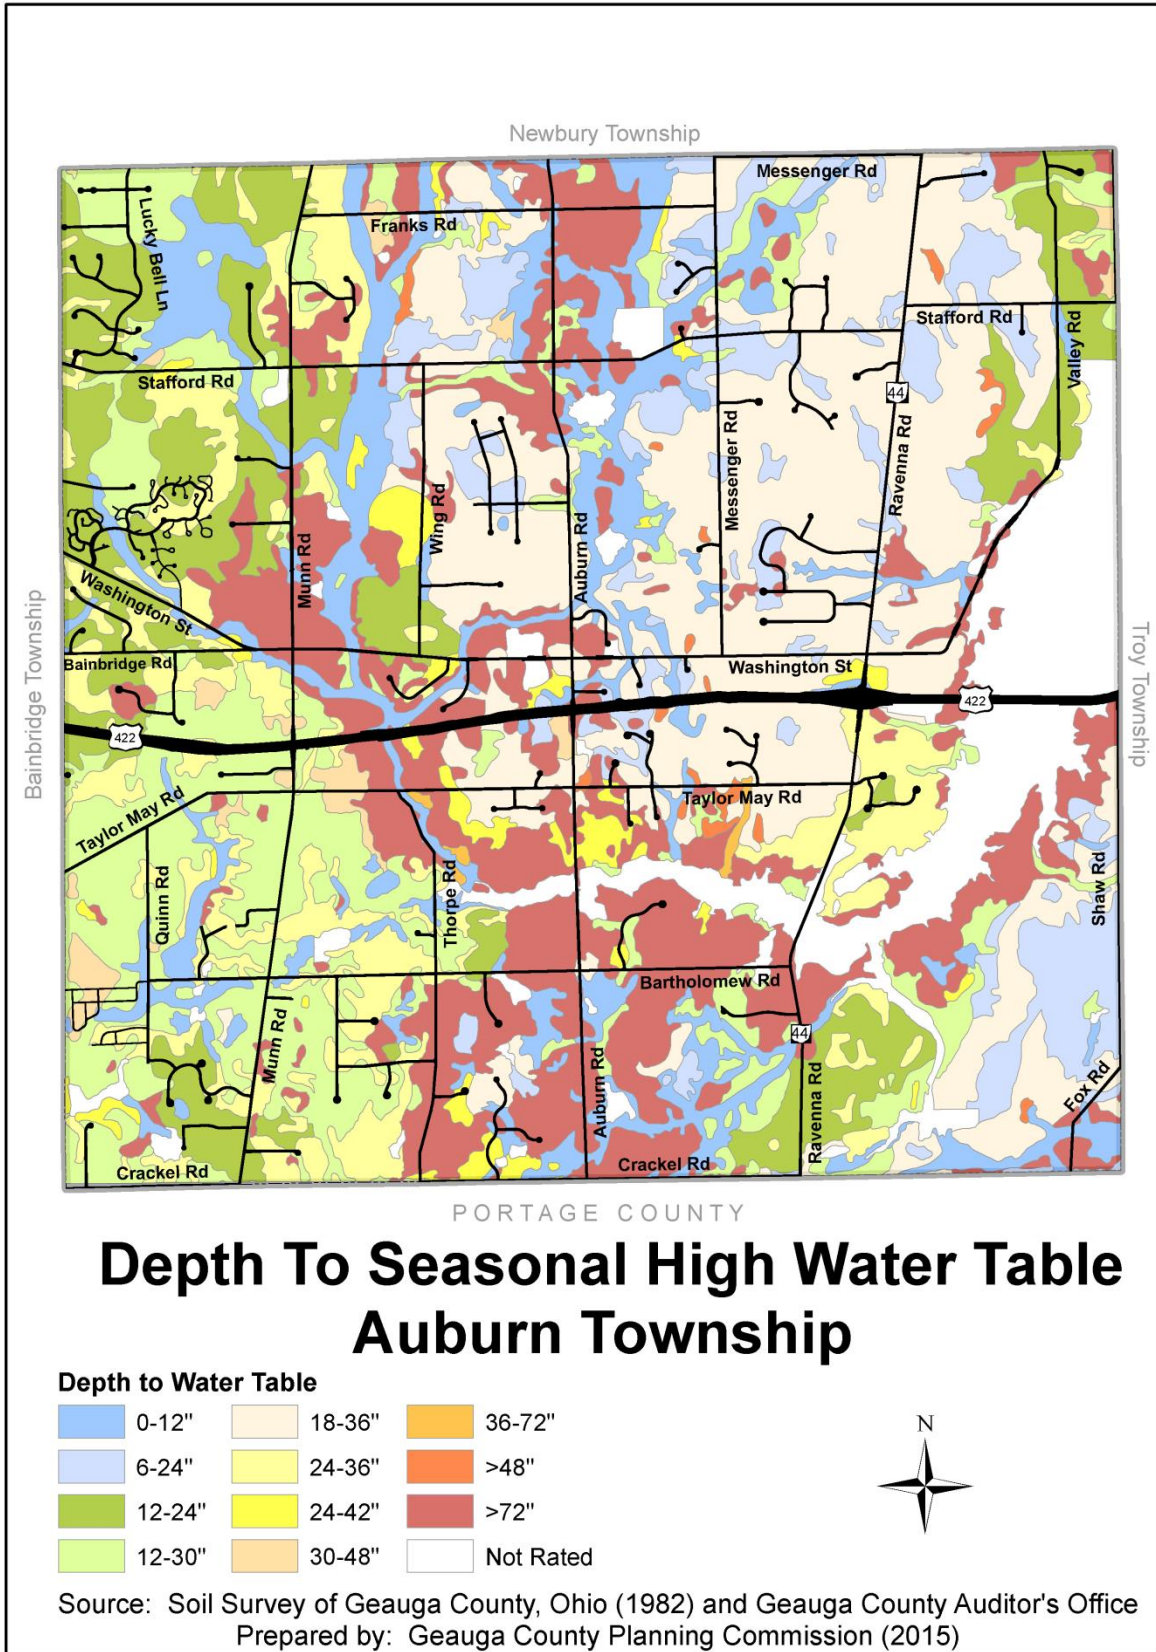 Newbury Township
Messenger Rd
Lucky Bell Ln
Franks Rd
Stafford Rd
Valley Rd
Stafford Rd
44
Ravenna Rd
Messenger Rd
Wing Rd
Munn Rd
Auburn Rd
Washington St
Bainbridge Township
Troy Township
Bainbridge Rd
Washington St
422
422
Taylor May Rd
Taylor May Rd
Quinn Rd
Thorpe Rd
Shaw Rd
Bartholomew Rd
44
Munn Rd
Auburn Rd
Ravenna Rd
Fox Rd
Crackel Rd
Crackel Rd
PORTAGE COUNTY
Depth To Seasonal High Water Table
Auburn Township
Depth to Water Table
0-12"
6-24"
12-24"
12-30"
18-36"
24-36"
24-42"
30-48"
36-72"
>48"
>72"
Not Rated
N
Source: Soil Survey of Geauga County, Ohio (1982) and Geauga County Auditor's Office
Prepared by: Geauga County Planning Commission (2015)